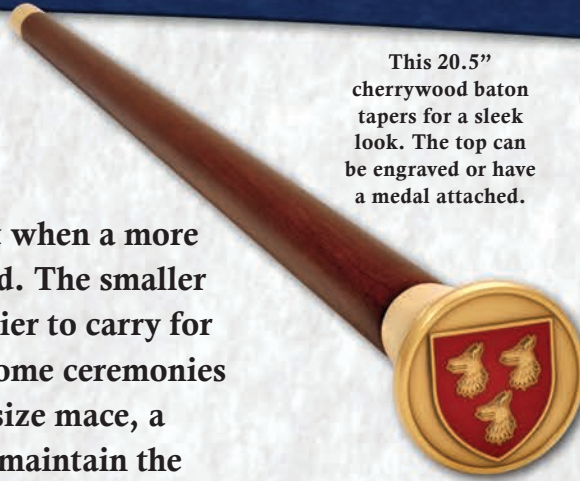 This 20.5”
cherrywood baton
tapers for a sleek
look. The top can
be engraved or have
a medal attached.
when a more
d. The smaller
ier to carry for
ome ceremonies
size mace, a
maintain the